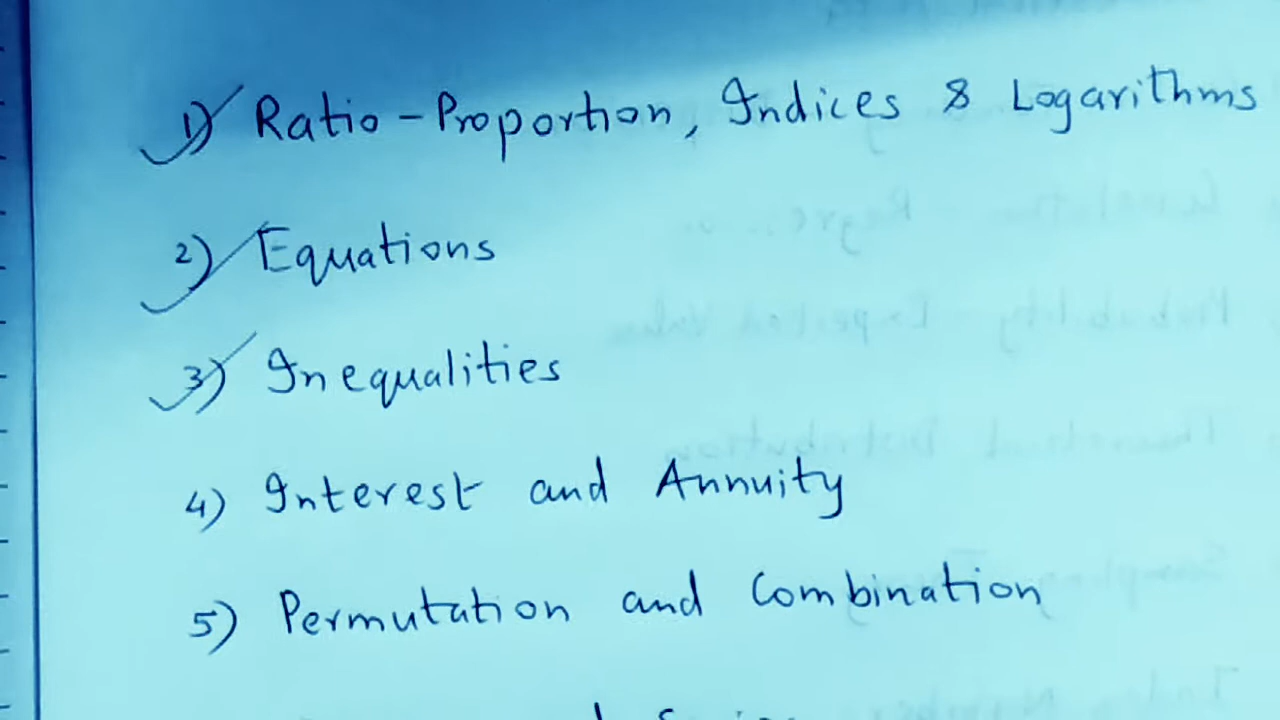 1) Ratio - Proportion, Indices & Logarithms
2) Equations
3) Inequalities
4) Interest and Annuity
5) Permutation and Combination